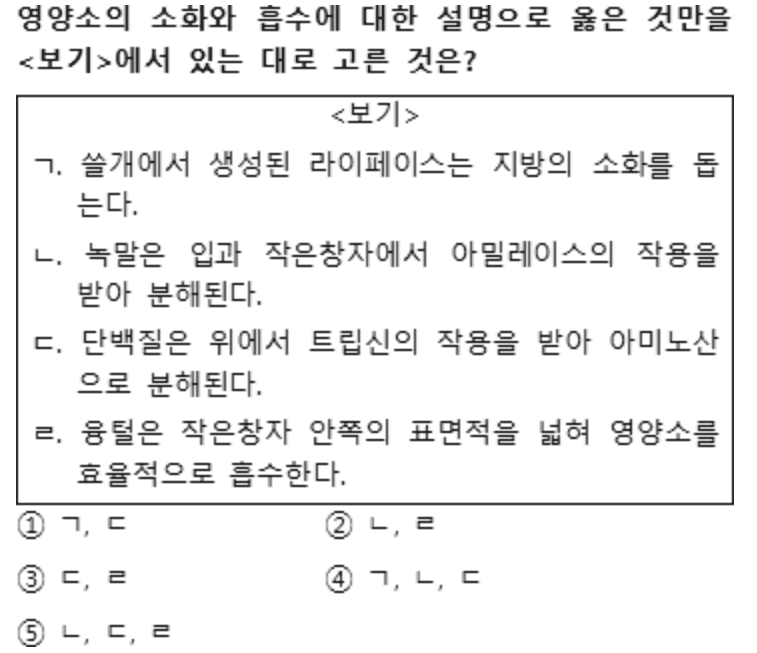 영양소의 소화와 흡수에 대한 설명으로 옳은 것만을
<보기>에서 있는 대로 고른 것은?
<보기>
ㄱ. 쓸개에서 생성된 라이페이스는 지방의 소화를 돕
는다.
ㄴ. 녹말은 입과 작은창자에서 아밀레이스의 작용을
받아 분해된다.
ㄷ. 단백질은 위에서 트립신의 작용을 받아 아미노산
으로 분해된다.
ㄹ. 융털은 작은창자 안쪽의 표면적을 넓혀 영양소를
효율적으로 흡수한다.
① ㄱ, ㄷ ② ㄴ, ㄹ
③ ㄷ, ㄹ ④ ㄱ, ㄴ, ㄷ
⑤ ㄴ, ㄷ, ㄹ